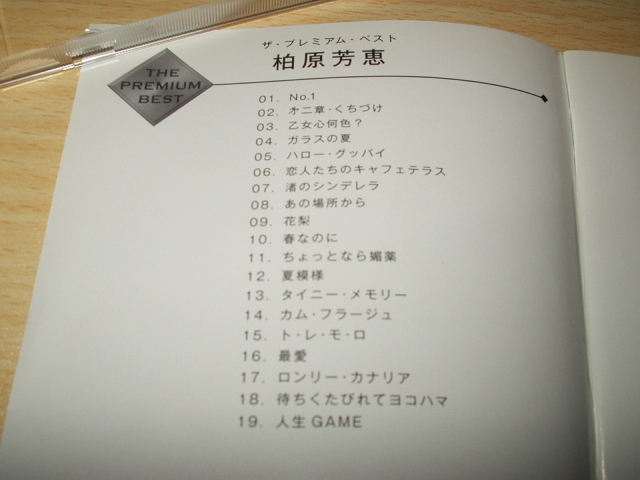 ザ・プレミアム・ベスト
柏原芳恵
THE
PREMIUM
BEST
01. No.1
02. 㐧二章・くちづけ
03. 乙女心何色?
04. ガラスの夏
05. ハロー・グッバイ
06. 恋人たちのキャフェテラス
07. 渚のシンデレラ
08. あの場所から
09. 花梨
10. 春なのに
11. ちょっとなら媚薬
12. 夏模様
13. タイニー・メモリー
14. カム・フラージュ
15. ト・レ・モ・ロ
16. 最愛
17. ロンリー・カナリア
18. 待ちくたびれてヨコハマ
19. 人生 GAME